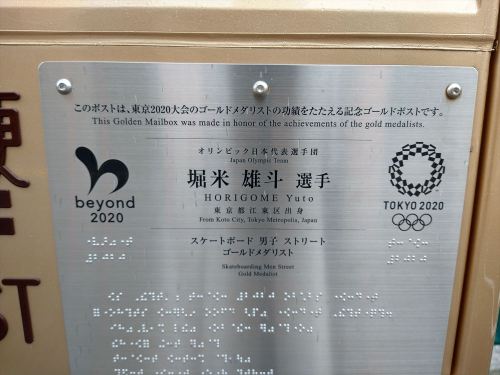 このポストは、東京2020大会のゴールドメダリストの功績をたたえる記念ゴールドポストです。
This Golden Mailbox was made in honor of the achievements of the gold medalists.
オリンピック日本代表選手団
Japan Olympic Team
堀米 雄斗 選手
HORIGOME Yuto
東京都江東区出身
From Koto City, Tokyo Metropolis, Japan
スケートボード 男子 ストリート
ゴールドメダリスト
Skateboarding Men Street
Gold Medalist
beyond
2020
TOKYO 2020
便
ST